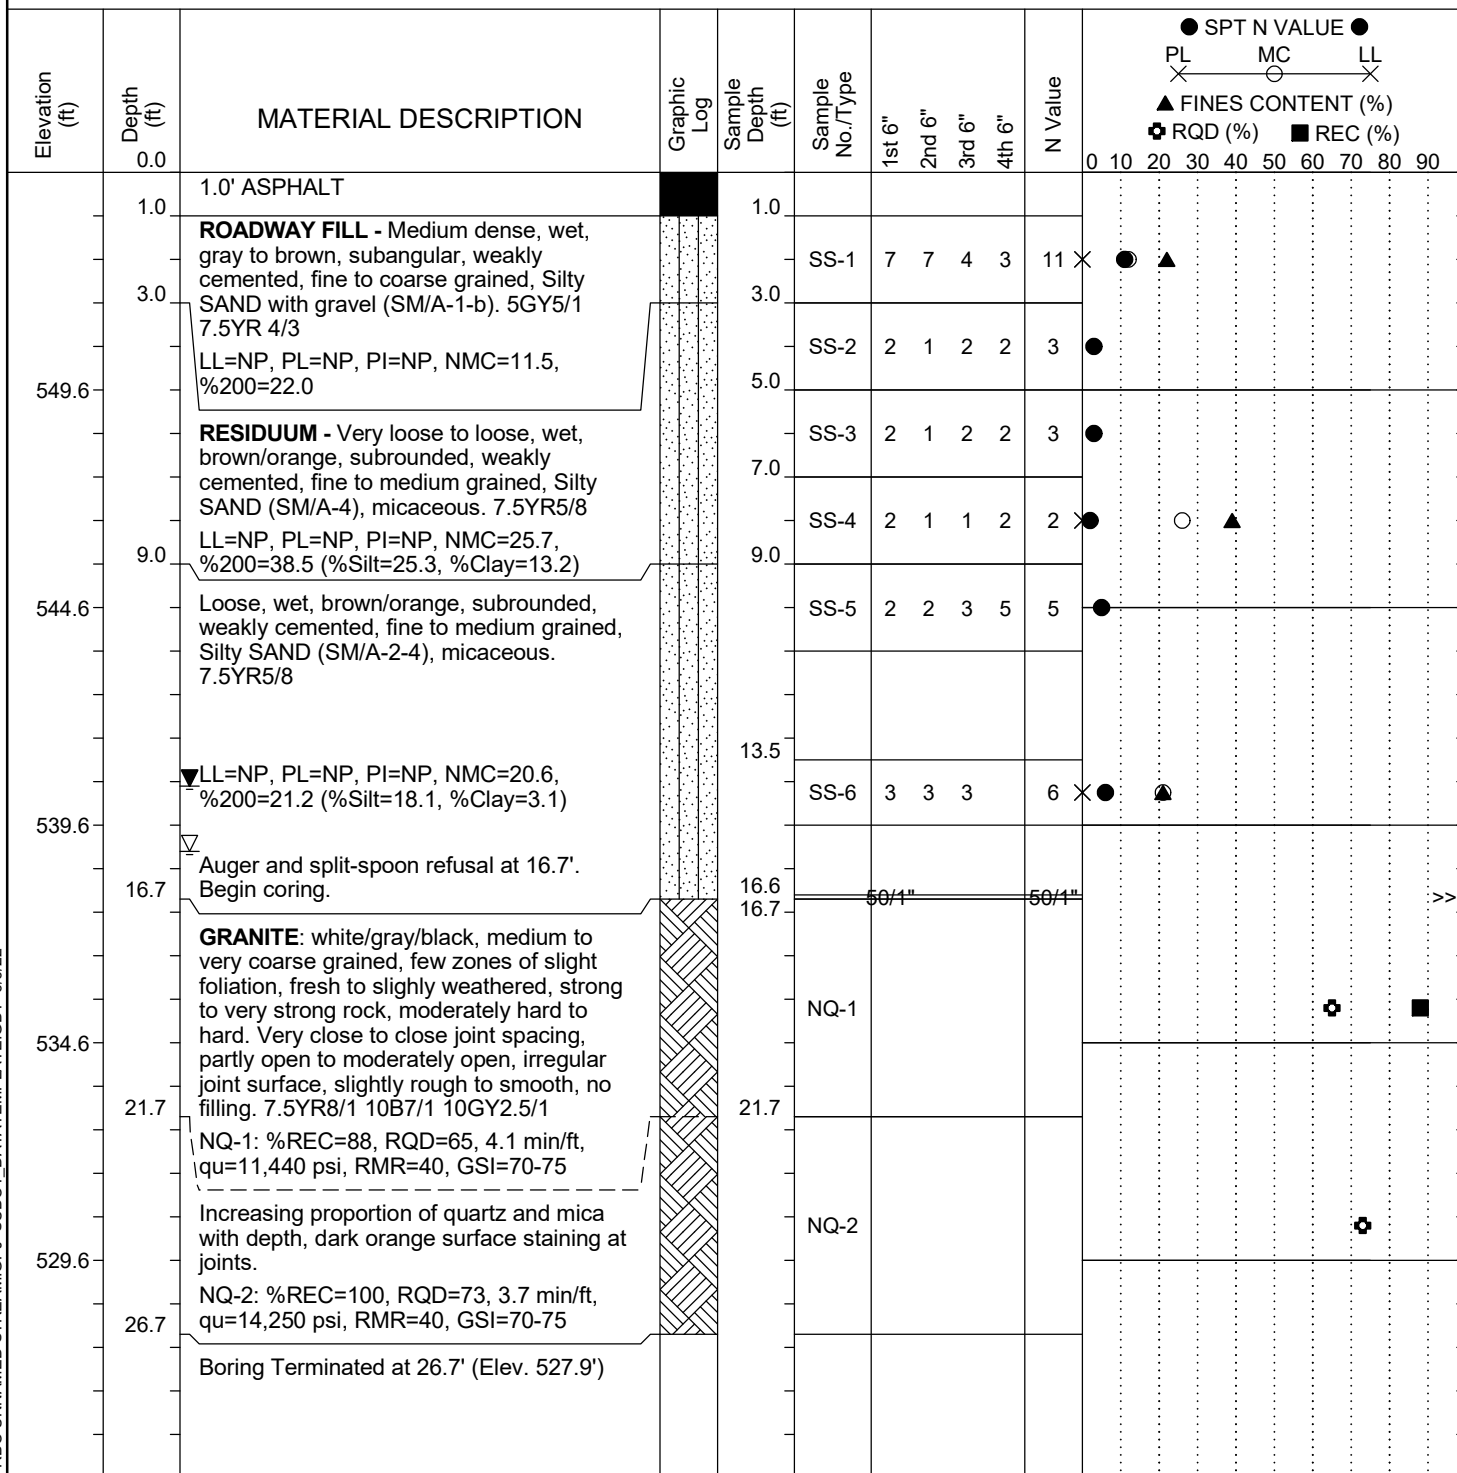 ● SPT N VALUE ●
PL MC LL
▲ FINES CONTENT (%)
RQD (%) ■ REC (%)
0 10 20 30 40 50 60 70 80 90
Elevation (ft)
Depth (ft)
0.0
MATERIAL DESCRIPTION
Graphic Log
Sample Depth (ft)
Sample No./Type
1st 6"
2nd 6"
3rd 6"
4th 6"
N Value
1.0' ASPHALT
1.0 1.0
ROADWAY FILL - Medium dense, wet,
gray to brown, subangular, weakly
cemented, fine to coarse grained, Silty
SAND with gravel (SM/A-1-b). 5GY5/1
7.5YR 4/3
SS-1 7 7 4 3 11
3.0 3.0
LL=NP, PL=NP, PI=NP, NMC=11.5,
%200=22.0
SS-2 2 1 2 2 3
549.6 5.0
RESIDUUM - Very loose to loose, wet,
brown/orange, subrounded, weakly
cemented, fine to medium grained, Silty
SAND (SM/A-4), micaceous. 7.5YR5/8
SS-3 2 1 2 2 3
7.0
LL=NP, PL=NP, PI=NP, NMC=25.7,
%200=38.5 (%Silt=25.3, %Clay=13.2)
SS-4 2 1 1 2 2
9.0 9.0
544.6
Loose, wet, brown/orange, subrounded,
weakly cemented, fine to medium grained,
Silty SAND (SM/A-2-4), micaceous.
7.5YR5/8
SS-5 2 2 3 5 5
13.5
LL=NP, PL=NP, PI=NP, NMC=20.6,
%200=21.2 (%Silt=18.1, %Clay=3.1)
SS-6 3 3 3 6
539.6
Auger and split-spoon refusal at 16.7'.
Begin coring.
16.7 16.6
16.7
50/1" 50/1" >>
GRANITE: white/gray/black, medium to
very coarse grained, few zones of slight
foliation, fresh to slighly weathered, strong
to very strong rock, moderately hard to
hard. Very close to close joint spacing,
partly open to moderately open, irregular
joint surface, slightly rough to smooth, no
filling. 7.5YR8/1 10B7/1 10GY2.5/1
NQ-1
534.6
21.7 21.7
NQ-1: %REC=88, RQD=65, 4.1 min/ft,
qu=11,440 psi, RMR=40, GSI=70-75
Increasing proportion of quartz and mica
with depth, dark orange surface staining at
joints.
NQ-2
529.6
NQ-2: %REC=100, RQD=73, 3.7 min/ft,
qu=14,250 psi, RMR=40, GSI=70-75
26.7
Boring Terminated at 26.7' (Elev. 527.9')